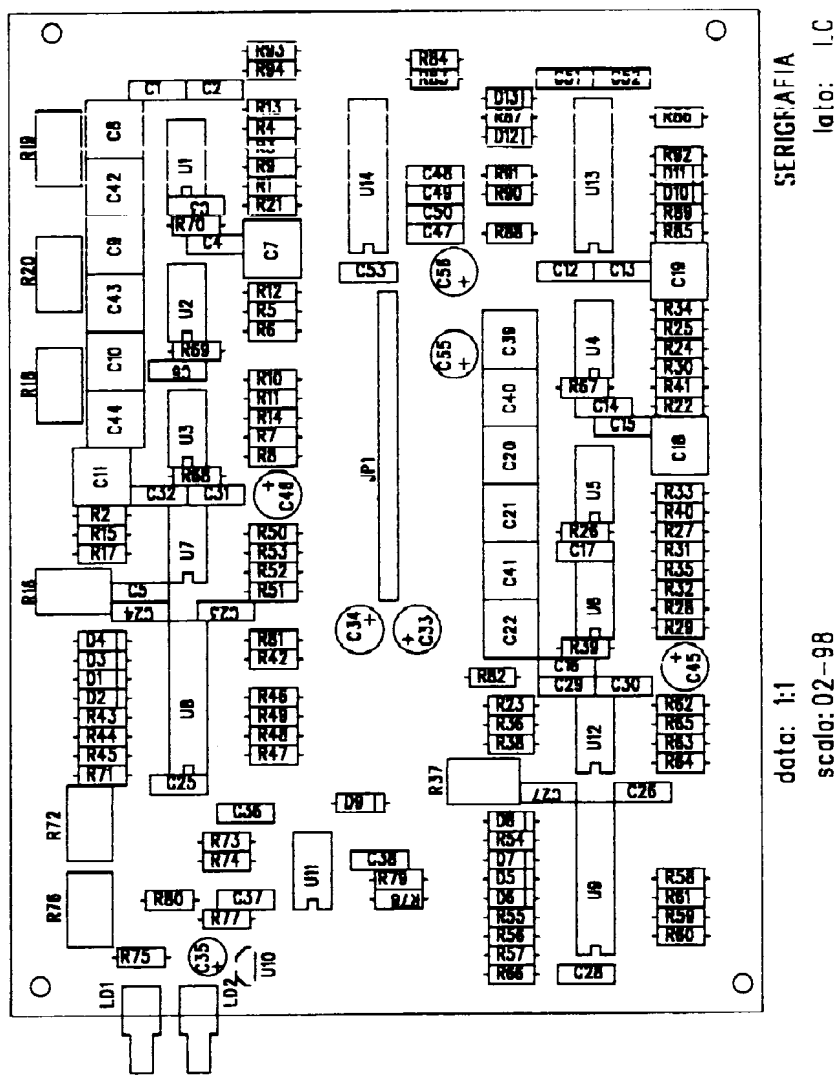 R93
R94
C1
C2
R13
R4
R9
R1
R21
R19
C8
U1
C42
C3
R70
C4
C7
R20
C9
C43
U2
R12
R5
R6
R69
C6
R18
C10
C44
U3
R10
R11
R14
R7
R8
R68
C11
C32
C31
C46
R2
R15
R17
U7
R50
R53
R52
R51
R16
C5
C24
C23
D4
D3
D1
D2
R43
R44
R45
R71
U8
R81
R42
R46
R49
R48
R47
C25
R72
C36
D9
R73
R74
U11
C38
R79
R78
R76
R80
C37
R77
R75
C35
U10
LD1
LD2
R84
R83
U14
C48
C49
C50
C47
C53
C56
C55
JP1
C34
C33
C51
C52
D13
R87
D12
R91
R90
R88
U13
R86
R92
D11
D10
R89
R85
C12
C13
C19
C39
C40
C20
C21
C41
C22
U4
R67
C14
C15
R34
R25
R24
R30
R41
R22
C18
U5
R26
C17
U6
R39
R33
R40
R27
R31
R35
R32
R28
R29
C16
C29
C30
C45
R82
R23
R36
R38
U12
R62
R65
R63
R64
R37
C27
C26
D8
R54
D7
D5
D6
R55
R56
R57
R66
U9
R58
R61
R59
R60
C28
SERIGRAFIA
lato: I.C
data: 1:1
scala: 02-98